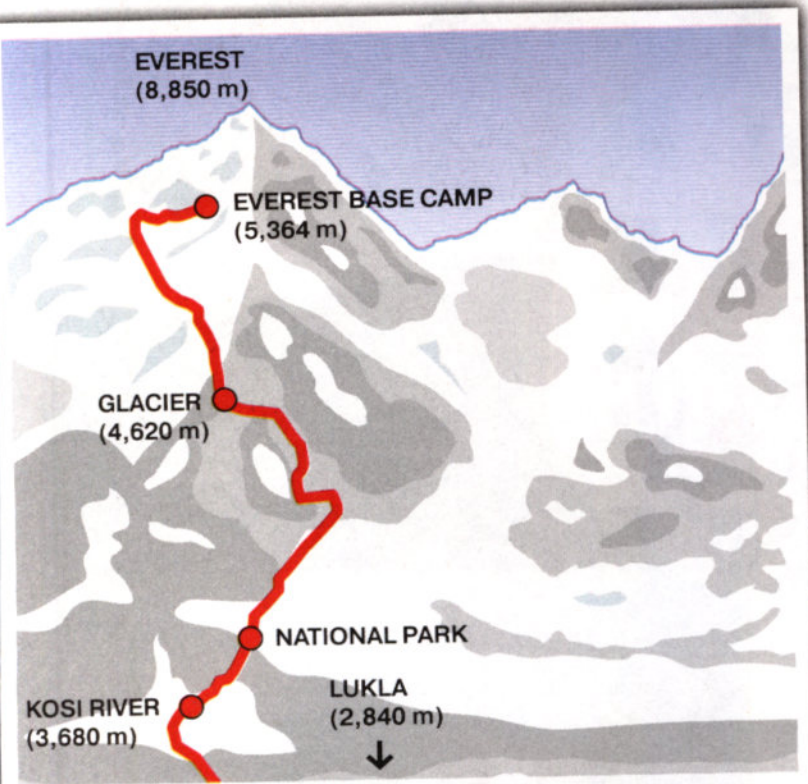 EVEREST
(8,850 m)
EVEREST BASE CAMP
(5,364 m)
GLACIER
(4,620 m)
NATIONAL PARK
LUKLA
(2,840 m)
KOSI RIVER
(3,680 m)